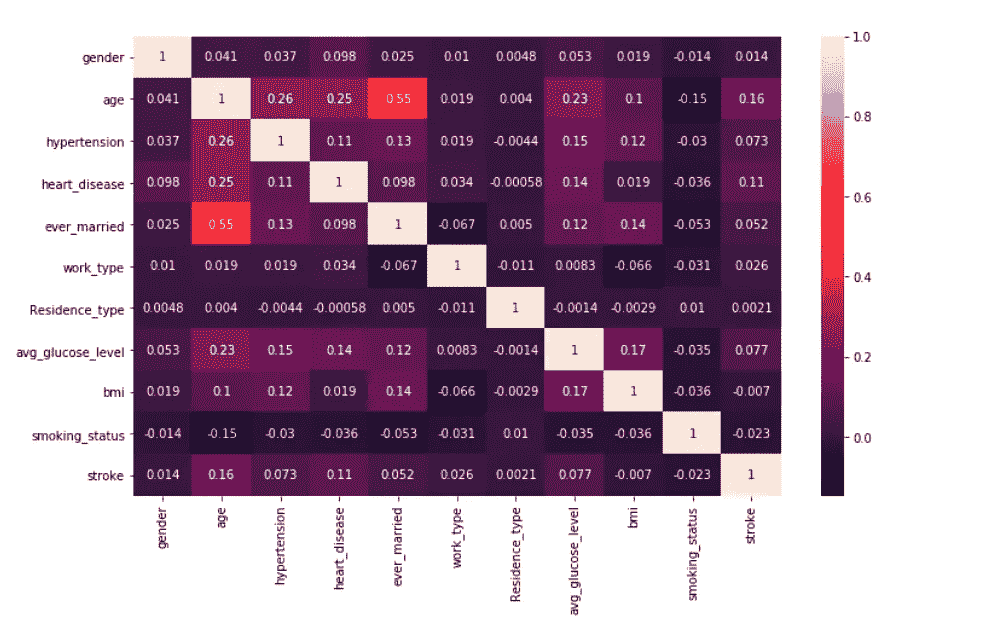 gender 1 0.041 0.037 0.098 0.025 0.01 0.0048 0.053 0.019 -0.014 0.014
age 0.041 1 0.26 0.25 0.55 0.019 0.004 0.23 0.1 -0.15 0.16
hypertension 0.037 0.26 1 0.11 0.13 0.019 -0.0044 0.15 0.12 -0.03 0.073
heart_disease 0.098 0.25 0.11 1 0.098 0.034 -0.00058 0.14 0.019 -0.036 0.11
ever_married 0.025 0.55 0.13 0.098 1 -0.067 0.005 0.12 0.14 -0.053 0.052
work_type 0.01 0.019 0.019 0.034 -0.067 1 -0.011 0.0083 -0.066 -0.031 0.026
Residence_type 0.0048 0.004 -0.0044 -0.00058 0.005 -0.011 1 -0.0014 -0.0029 0.01 0.0021
avg_glucose_level 0.053 0.23 0.15 0.14 0.12 0.0083 -0.0014 1 0.17 -0.035 0.077
bmi 0.019 0.1 0.12 0.019 0.14 -0.066 -0.0029 0.17 1 -0.036 -0.007
smoking_status -0.014 -0.15 -0.03 -0.036 -0.053 -0.031 0.01 -0.035 -0.036 1 -0.023
stroke 0.014 0.16 0.073 0.11 0.052 0.026 0.0021 0.077 -0.007 -0.023 1
gender
age
hypertension
heart_disease
ever_married
work_type
Residence_type
avg_glucose_level
bmi
smoking_status
stroke
1.0
0.8
0.6
0.4
0.2
0.0